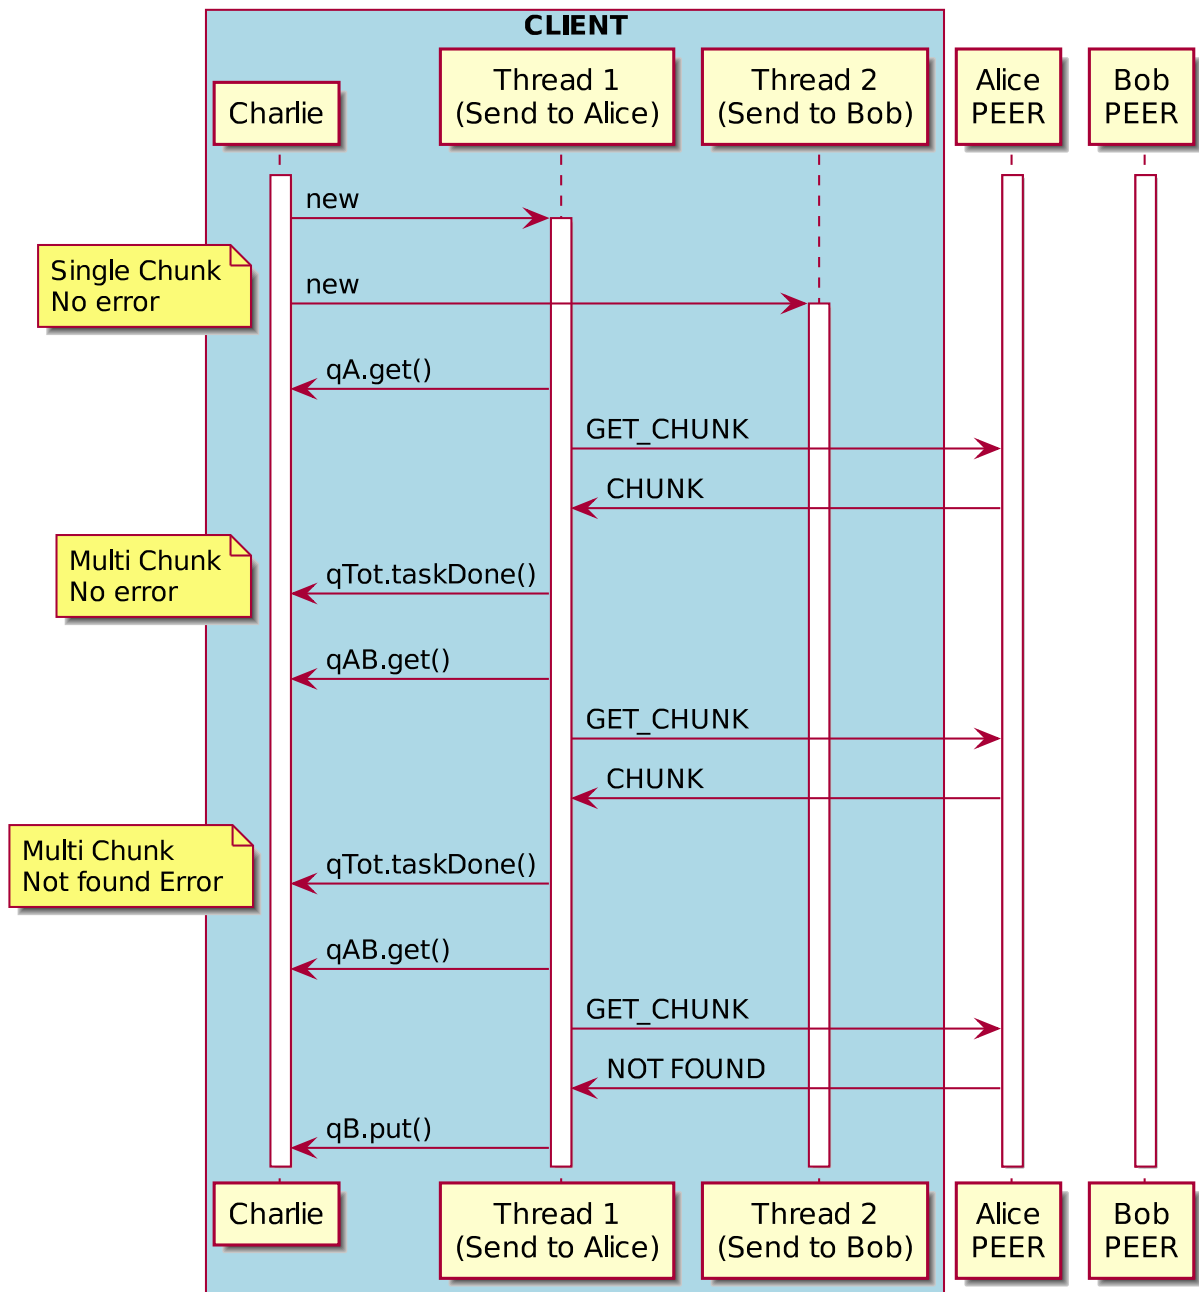 CLIENT
Charlie
Thread 1
(Send to Alice)
Thread 2
(Send to Bob)
Alice
PEER
Bob
PEER
new
Single Chunk
No error
new
qA.get()
GET_CHUNK
CHUNK
Multi Chunk
No error
qTot.taskDone()
qAB.get()
GET_CHUNK
CHUNK
Multi Chunk
Not found Error
qTot.taskDone()
qAB.get()
GET_CHUNK
NOT FOUND
qB.put()
Charlie
Thread 1
(Send to Alice)
Thread 2
(Send to Bob)
Alice
PEER
Bob
PEER